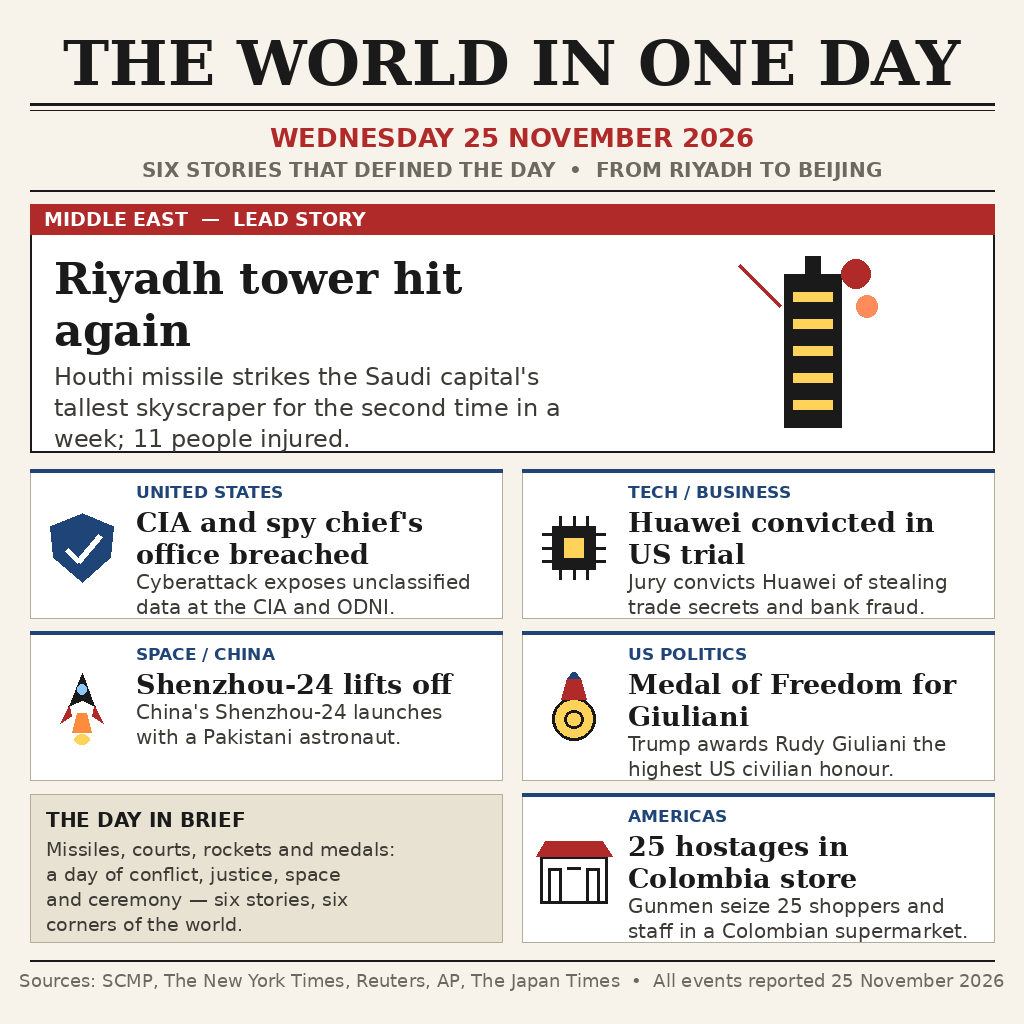 THE WORLD IN ONE DAY
WEDNESDAY 25 NOVEMBER 2026
SIX STORIES THAT DEFINED THE DAY • FROM RIYADH TO BEIJING
MIDDLE EAST — LEAD STORY
Riyadh tower hit
again
Houthi missile strikes the Saudi capital's
tallest skyscraper for the second time in a
week; 11 people injured.
UNITED STATES
CIA and spy chief's
office breached
Cyberattack exposes unclassified
data at the CIA and ODNI.
TECH / BUSINESS
Huawei convicted in
US trial
Jury convicts Huawei of stealing
trade secrets and bank fraud.
SPACE / CHINA
Shenzhou-24 lifts off
China's Shenzhou-24 launches
with a Pakistani astronaut.
US POLITICS
Medal of Freedom for
Giuliani
Trump awards Rudy Giuliani the
highest US civilian honour.
THE DAY IN BRIEF
Missiles, courts, rockets and medals:
a day of conflict, justice, space
and ceremony — six stories, six
corners of the world.
AMERICAS
25 hostages in
Colombia store
Gunmen seize 25 shoppers and
staff in a Colombian supermarket.
Sources: SCMP, The New York Times, Reuters, AP, The Japan Times • All events reported 25 November 2026